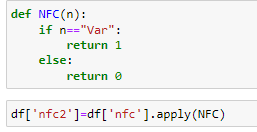 def NFC(n):
    if n=="Var":
        return 1
    else:
        return 0
df['nfc2']=df['nfc'].apply(NFC)